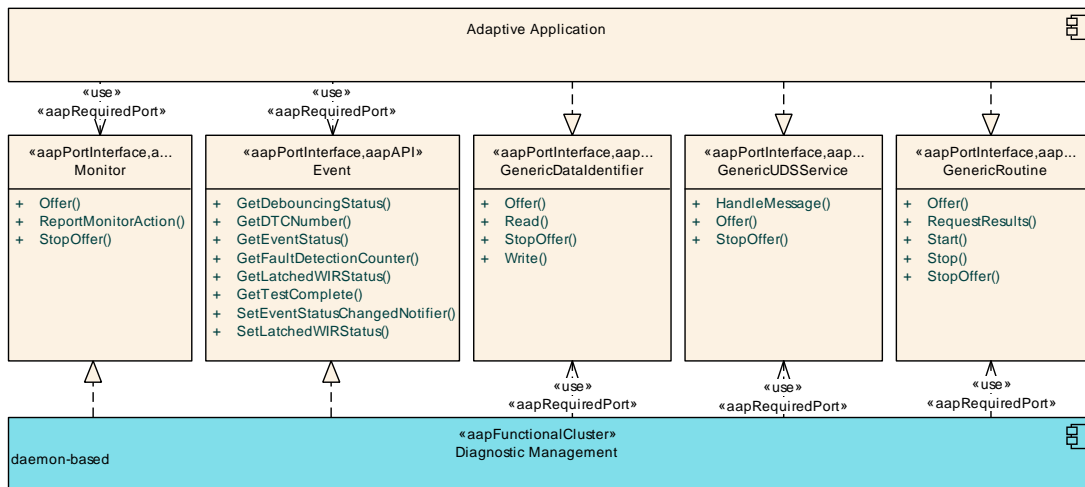 Adaptive Application
«use»
«aapRequiredPort»
«use»
«aapRequiredPort»
«aapPortInterface,a...
Monitor
+ Offer()
+ ReportMonitorAction()
+ StopOffer()
«aapPortInterface,aapAPI»
Event
+ GetDebouncingStatus()
+ GetDTCNumber()
+ GetEventStatus()
+ GetFaultDetectionCounter()
+ GetLatchedWIRStatus()
+ GetTestComplete()
+ SetEventStatusChangedNotifier()
+ SetLatchedWIRStatus()
«aapPortInterface,aap...
GenericDataIdentifier
+ Offer()
+ Read()
+ StopOffer()
+ Write()
«aapPortInterface,aap...
GenericUDSService
+ HandleMessage()
+ Offer()
+ StopOffer()
«aapPortInterface,aap...
GenericRoutine
+ Offer()
+ RequestResults()
+ Start()
+ Stop()
+ StopOffer()
«use»
«aapRequiredPort»
«use»
«aapRequiredPort»
«use»
«aapRequiredPort»
«aapFunctionalCluster»
Diagnostic Management
daemon-based